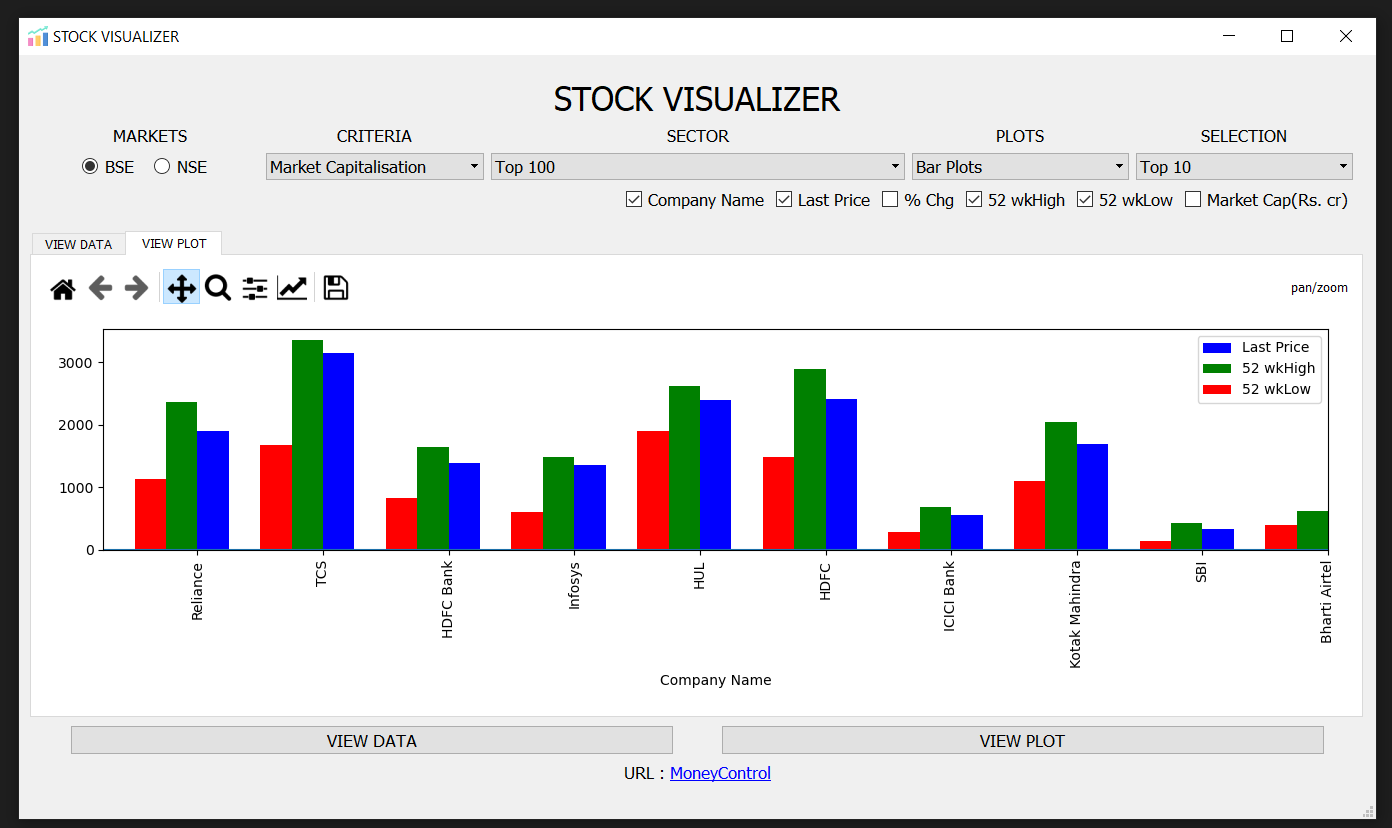 STOCK VISUALIZER
STOCK VISUALIZER
MARKETS CRITERIA SECTOR PLOTS SELECTION
BSE NSE Market Capitalisation Top 100 Bar Plots Top 10
Company Name Last Price % Chg 52 wkHigh 52 wkLow Market Cap(Rs. cr)
VIEW DATA VIEW PLOT
pan/zoom
Last Price
52 wkHigh
52 wkLow
3000
2000
1000
0
Reliance
TCS
HDFC Bank
Infosys
HUL
HDFC
ICICI Bank
Kotak Mahindra
SBI
Bharti Airtel
Company Name
VIEW DATA VIEW PLOT
URL : MoneyControl